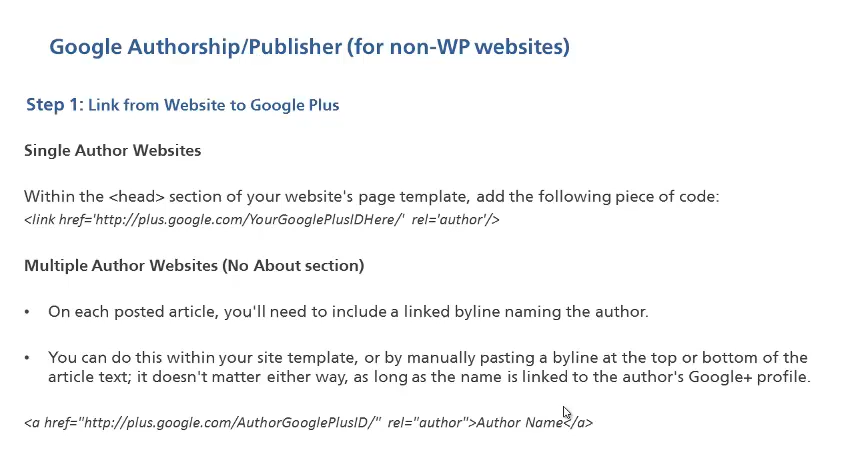 Google Authorship/Publisher (for non-WP websites)
Step 1: Link from Website to Google Plus
Single Author Websites
Within the <head> section of your website's page template, add the following piece of code:
<link href='http://plus.google.com/YourGooglePlusIDHere/' rel='author'/>
Multiple Author Websites (No About section)
• On each posted article, you'll need to include a linked byline naming the author.
• You can do this within your site template, or by manually pasting a byline at the top or bottom of the
article text; it doesn't matter either way, as long as the name is linked to the author's Google+ profile.
<a href="http://plus.google.com/AuthorGooglePlusID/" rel="author">Author Name</a>